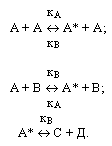 кА
А + А ↔ А* + А;
кВ
кВ
А + В ↔ А* + В;
кА
кВ
А* ↔ С + Д.